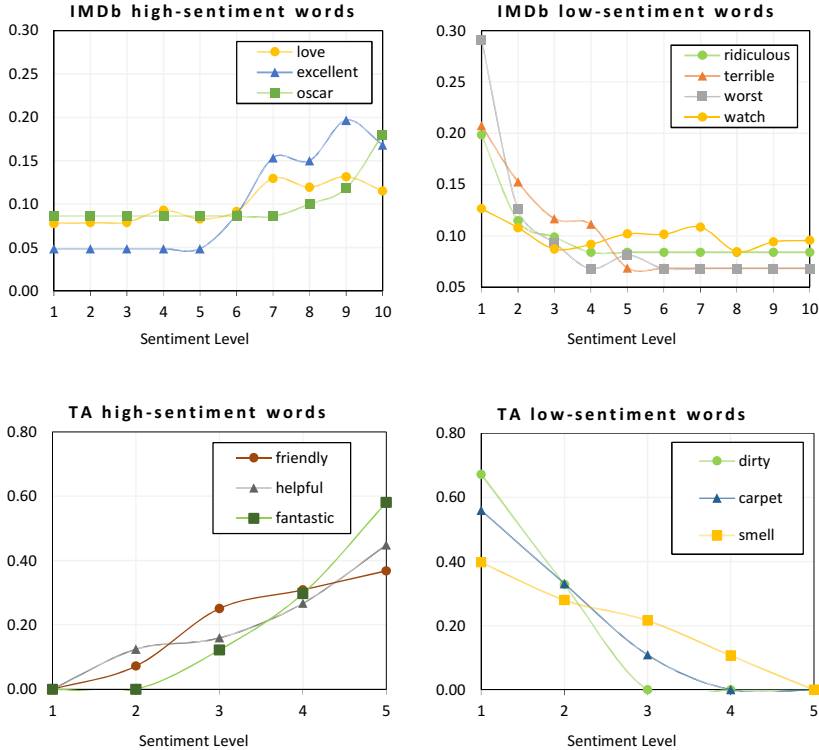 IMDb high-sentiment words
0.30
0.25
0.20
0.15
0.10
0.05
0.00
love
excellent
oscar
1 2 3 4 5 6 7 8 9 10
Sentiment Level
IMDb low-sentiment words
0.30
0.25
0.20
0.15
0.10
0.05
ridiculous
terrible
worst
watch
1 2 3 4 5 6 7 8 9 10
Sentiment Level
TA high-sentiment words
0.80
0.60
0.40
0.20
0.00
friendly
helpful
fantastic
1 2 3 4 5
Sentiment Level
TA low-sentiment words
0.80
0.60
0.40
0.20
0.00
dirty
carpet
smell
1 2 3 4 5
Sentiment Level